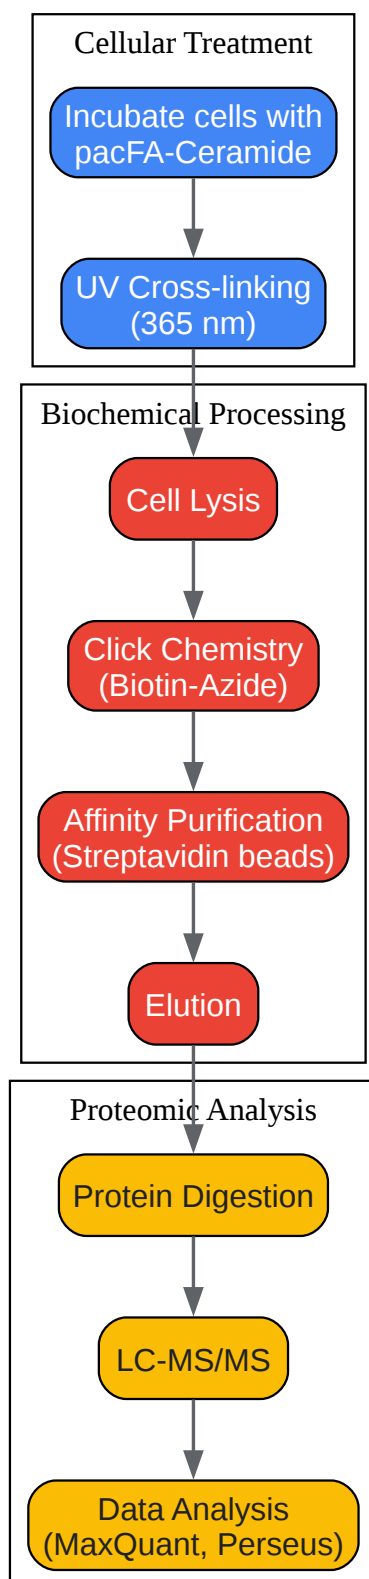 Cellular Treatment
Incubate cells with
pacFA-Ceramide
UV Cross-linking
(365 nm)
Biochemical Processing
Cell Lysis
Click Chemistry
(Biotin-Azide)
Affinity Purification
(Streptavidin beads)
Elution
Proteomic Analysis
Protein Digestion
LC-MS/MS
Data Analysis
(MaxQuant, Perseus)